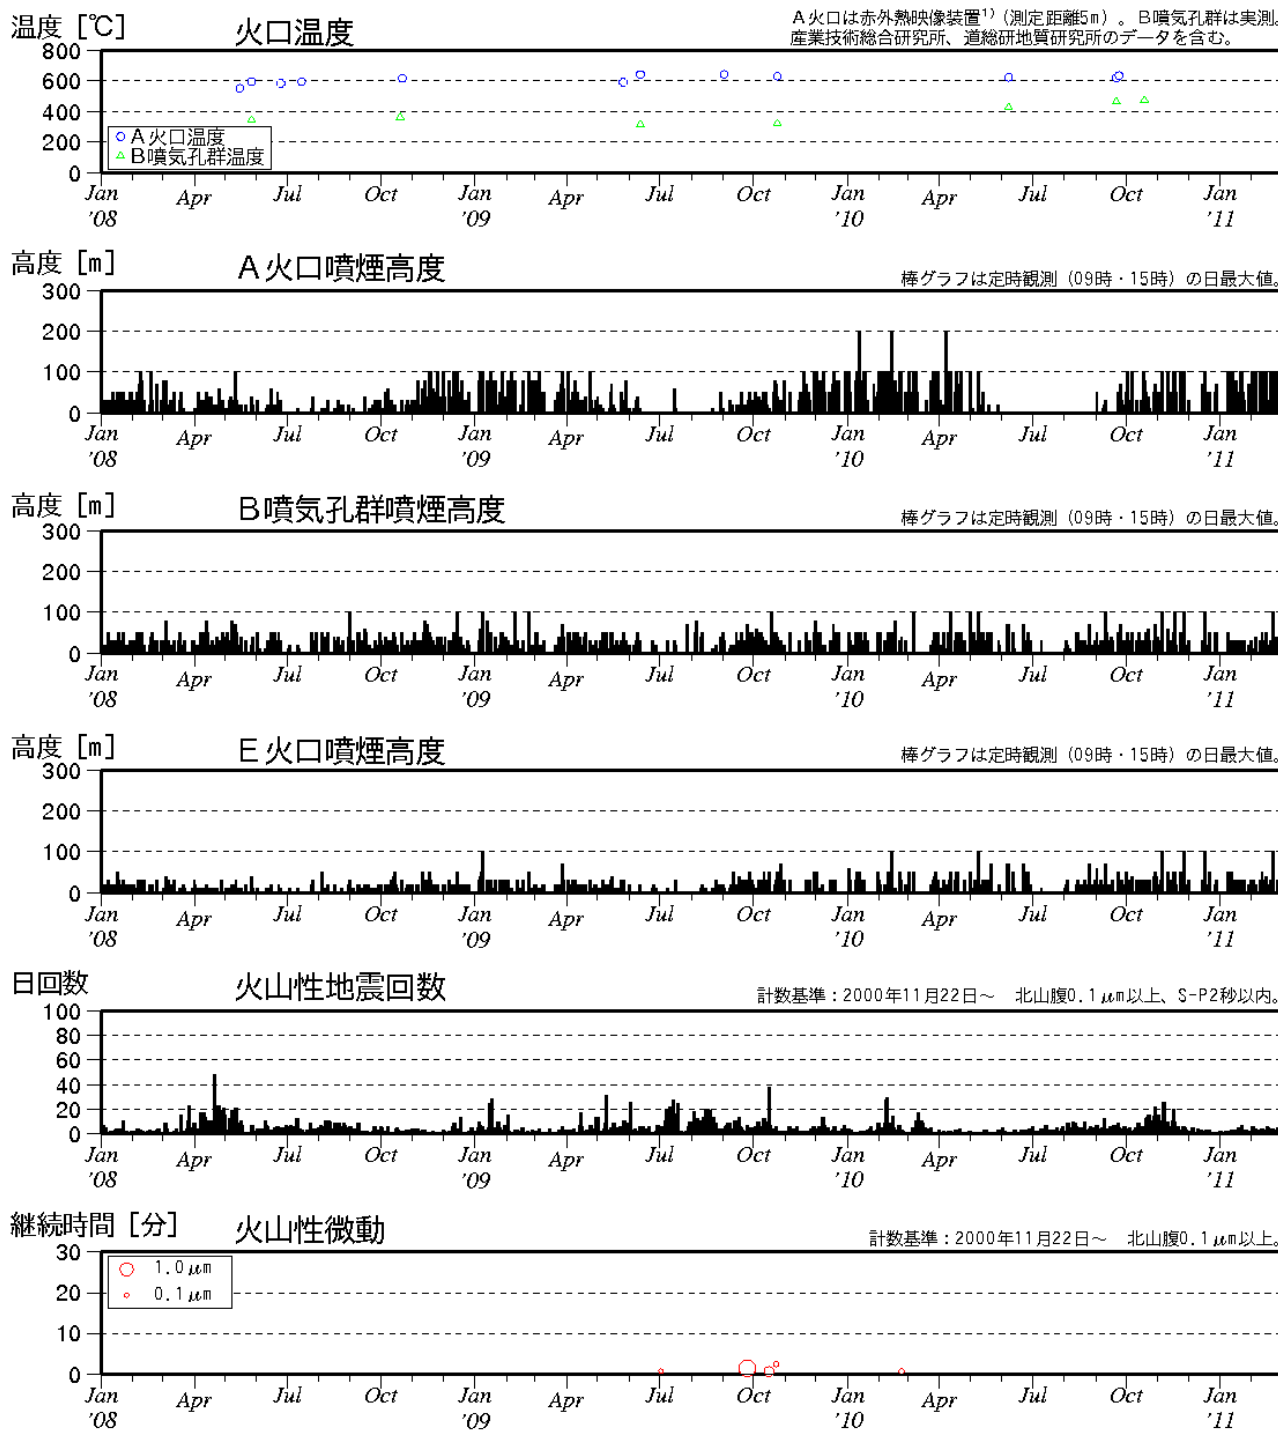 温度 [℃]
火口温度
A火口は赤外熱映像装置¹⁾ (測定距離5m) 。B噴気孔群は実測。
産業技術総合研究所、道総研地質研究所のデータを含む。
800
600
400
200
0
A火口温度
B噴気孔群温度
Jan Apr Jul Oct Jan Apr Jul Oct Jan Apr Jul Oct Jan
'08 '09 '10 '11
高度 [m]
A火口噴煙高度
棒グラフは定時観測 (09時・15時) の日最大値。
300
200
100
0
Jan Apr Jul Oct Jan Apr Jul Oct Jan Apr Jul Oct Jan
'08 '09 '10 '11
高度 [m]
B噴気孔群噴煙高度
棒グラフは定時観測 (09時・15時) の日最大値。
300
200
100
0
Jan Apr Jul Oct Jan Apr Jul Oct Jan Apr Jul Oct Jan
'08 '09 '10 '11
高度 [m]
E火口噴煙高度
棒グラフは定時観測 (09時・15時) の日最大値。
300
200
100
0
Jan Apr Jul Oct Jan Apr Jul Oct Jan Apr Jul Oct Jan
'08 '09 '10 '11
日回数
火山性地震回数
計数基準：2000年11月22日～ 北山腹0.1μm以上、S-P2秒以内。
100
80
60
40
20
0
Jan Apr Jul Oct Jan Apr Jul Oct Jan Apr Jul Oct Jan
'08 '09 '10 '11
継続時間 [分]
火山性微動
計数基準：2000年11月22日～ 北山腹0.1μm以上。
30
20
10
0
1.0μm
0.1μm
Jan Apr Jul Oct Jan Apr Jul Oct Jan Apr Jul Oct Jan
'08 '09 '10 '11